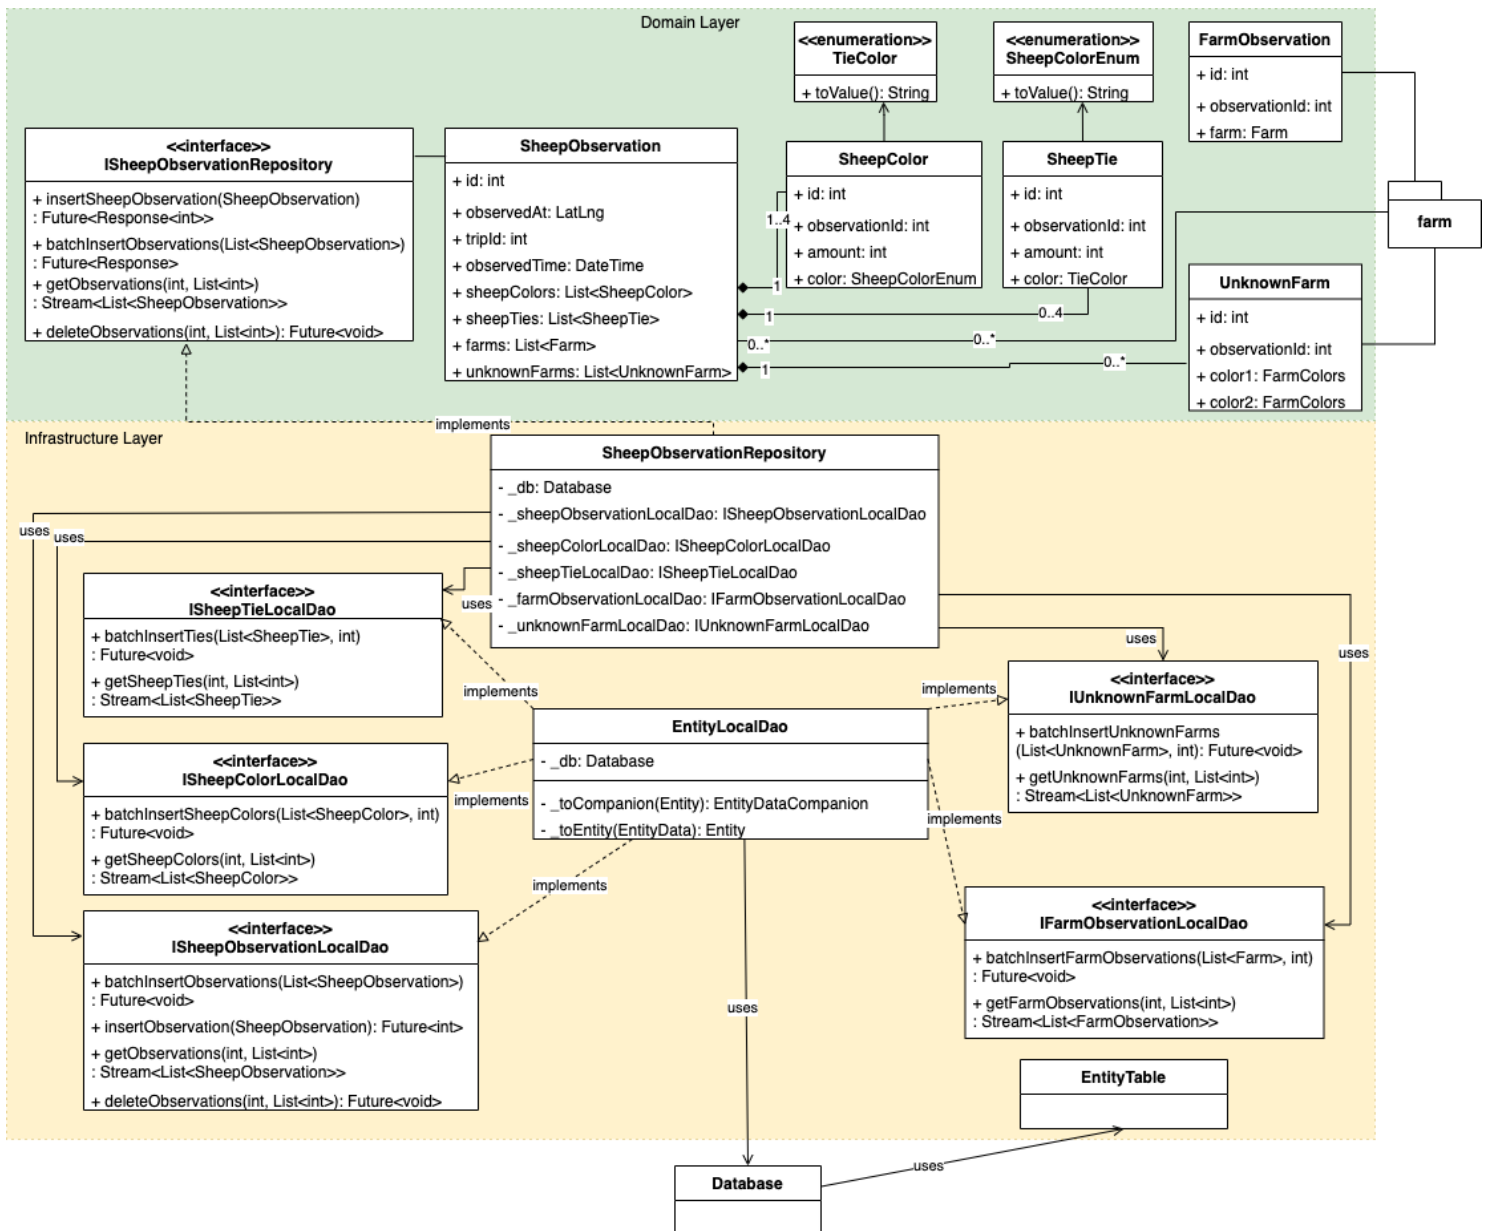 Domain Layer
<<enumeration>>
TieColor
+ toValue(): String
<<enumeration>>
SheepColorEnum
+ toValue(): String
FarmObservation
+ id: int
+ observationId: int
+ farm: Farm
<<interface>>
ISheepObservationRepository
+ insertSheepObservation(SheepObservation)
: Future<Response<int>>
+ batchInsertObservations(List<SheepObservation>)
: Future<Response>
+ getObservations(int, List<int>)
: Stream<List<SheepObservation>>
+ deleteObservations(int, List<int>): Future<void>
SheepObservation
+ id: int
+ observedAt: LatLng
+ tripId: int
+ observedTime: DateTime
+ sheepColors: List<SheepColor>
+ sheepTies: List<SheepTie>
+ farms: List<Farm>
+ unknownFarms: List<UnknownFarm>
SheepColor
+ id: int
+ observationId: int
+ amount: int
+ color: SheepColorEnum
SheepTie
+ id: int
+ observationId: int
+ amount: int
+ color: TieColor
farm
UnknownFarm
+ id: int
+ observationId: int
+ color1: FarmColors
+ color2: FarmColors
1..4
1
1
0..4
0..*
0..*
1
0..*
implements
Infrastructure Layer
SheepObservationRepository
- _db: Database
- _sheepObservationLocalDao: ISheepObservationLocalDao
- _sheepColorLocalDao: ISheepColorLocalDao
- _sheepTieLocalDao: ISheepTieLocalDao
- _farmObservationLocalDao: IFarmObservationLocalDao
- _unknownFarmLocalDao: IUnknownFarmLocalDao
uses
uses
uses
uses
uses
<<interface>>
ISheepTieLocalDao
+ batchInsertTies(List<SheepTie>, int)
: Future<void>
+ getSheepTies(int, List<int>)
: Stream<List<SheepTie>>
implements
implements
<<interface>>
IUnknownFarmLocalDao
+ batchInsertUnknownFarms
(List<UnknownFarm>, int): Future<void>
+ getUnknownFarms(int, List<int>)
: Stream<List<UnknownFarm>>
EntityLocalDao
- _db: Database
- _toCompanion(Entity): EntityDataCompanion
- _toEntity(EntityData): Entity
<<interface>>
ISheepColorLocalDao
+ batchInsertSheepColors(List<SheepColor>, int)
: Future<void>
+ getSheepColors(int, List<int>)
: Stream<List<SheepColor>>
implements
implements
implements
<<interface>>
IFarmObservationLocalDao
+ batchInsertFarmObservations(List<Farm>, int)
: Future<void>
+ getFarmObservations(int, List<int>)
: Stream<List<FarmObservation>>
<<interface>>
ISheepObservationLocalDao
+ batchInsertObservations(List<SheepObservation>)
: Future<void>
+ insertObservation(SheepObservation): Future<int>
+ getObservations(int, List<int>)
: Stream<List<SheepObservation>>
+ deleteObservations(int, List<int>): Future<void>
uses
EntityTable
uses
Database